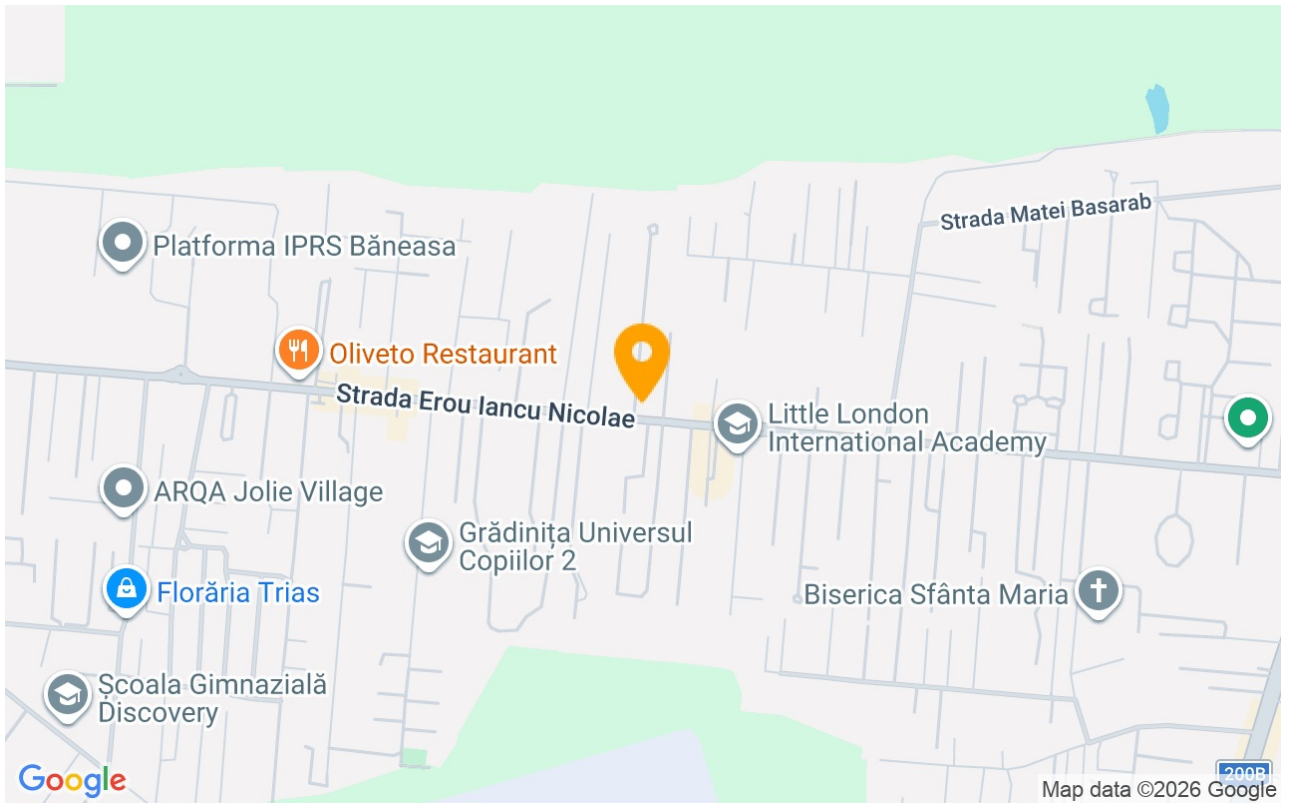 Strada Matei Basarab
Platforma IPRS Băneasa
Oliveto Restaurant
Strada Erou Iancu Nicolae
Little London
International Academy
ARQA Jolie Village
Grădinița Universul
Copiilor 2
Florăria Trias
Biserica Sfânta Maria
Școala Gimnazială
Discovery
Google
200B
Map data ©2026 Google